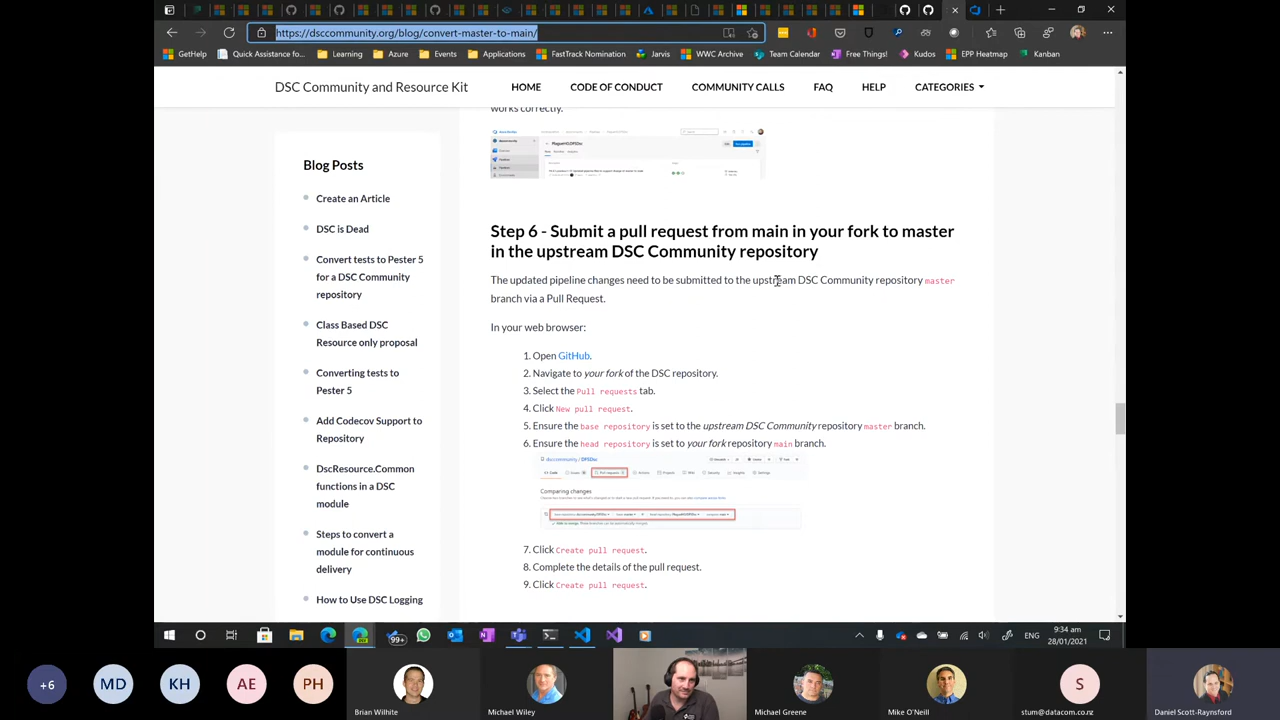 https://dsccommunity.org/blog/convert-master-to-main/
GetHelp
Quick Assistance fo...
Learning
Azure
Events
Applications
FastTrack Nomination
Jarvis
WWC Archive
Team Calendar
Free Things!
Kudos
EPP Heatmap
Kanban
DSC Community and Resource Kit
HOME
CODE OF CONDUCT
COMMUNITY CALLS
FAQ
HELP
CATEGORIES
works correctly.
Blog Posts
Create an Article
DSC is Dead
Convert tests to Pester 5
for a DSC Community
repository
Class Based DSC
Resource only proposal
Converting tests to
Pester 5
Add Codecov Support to
Repository
DscResource.Common
functions in a DSC
module
Steps to convert a
module for continuous
delivery
How to Use DSC Logging
Step 6 - Submit a pull request from main in your fork to master
in the upstream DSC Community repository
The updated pipeline changes need to be submitted to the upstream DSC Community repository master
branch via a Pull Request.
In your web browser:
1. Open GitHub.
2. Navigate to your fork of the DSC repository.
3. Select the Pull requests tab.
4. Click New pull request.
5. Ensure the base repository is set to the upstream DSC Community repository master branch.
6. Ensure the head repository is set to your fork repository main branch.
dsccommunity / DFSDsc
Comparing changes
7. Click Create pull request.
8. Complete the details of the pull request.
9. Click Create pull request.
99+
ENG
9:34 am
28/01/2021
+6
MD
KH
AE
PH
Brian Wilhite
Michael Wiley
Michael Greene
Mike O'Neill
S
stum@datacom.co.nz
Daniel Scott-Raynsford